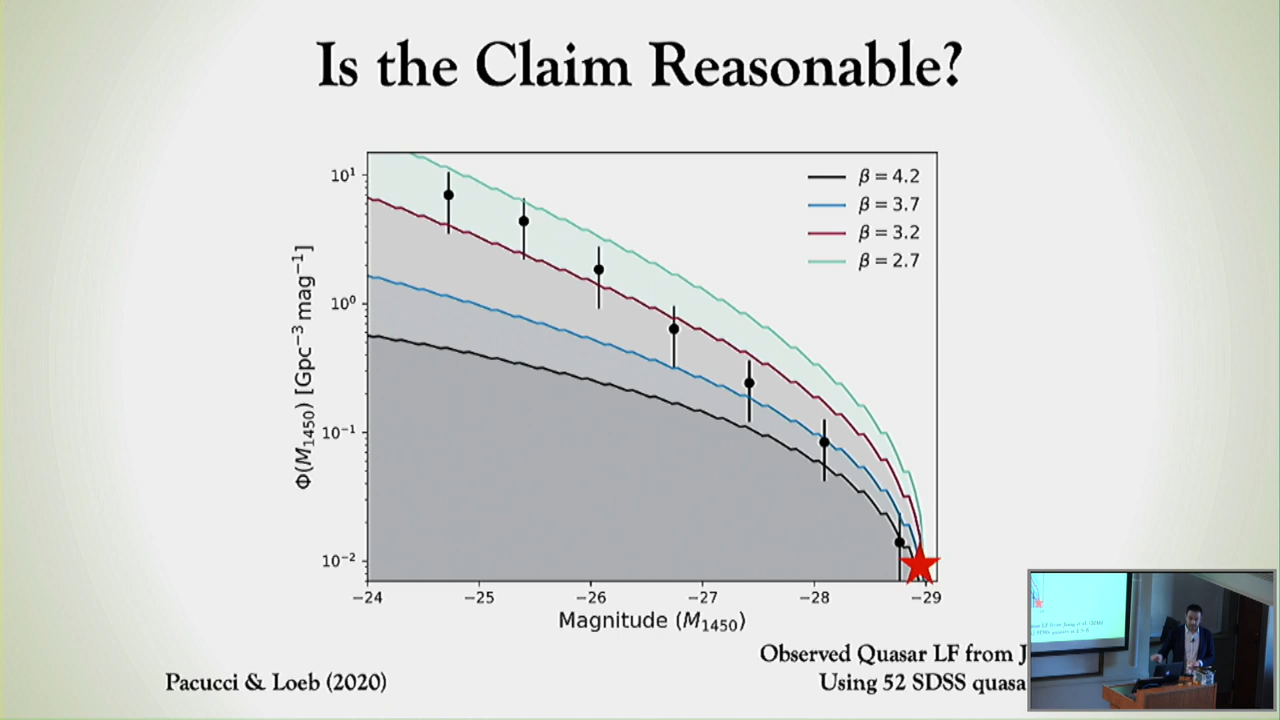 Is the Claim Reasonable?
β = 4.2
β = 3.7
β = 3.2
β = 2.7
10¹
10⁰
10⁻¹
10⁻²
Φ(M₁₄₅₀) [Gpc⁻³ mag⁻¹]
−24 −25 −26 −27 −28 −29
Magnitude (M₁₄₅₀)
Observed Quasar LF from J
Using 52 SDSS quasa
Pacucci & Loeb (2020)